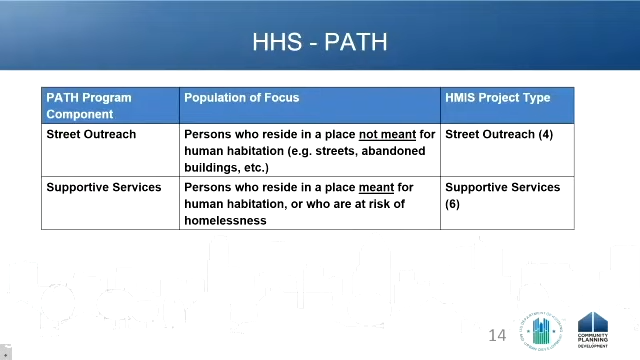 HHS - PATH
PATH Program
Component
Population of Focus
HMIS Project Type
Street Outreach
Persons who reside in a place not meant for
human habitation (e.g. streets, abandoned
buildings, etc.)
Street Outreach (4)
Supportive Services
Persons who reside in a place meant for
human habitation, or who are at risk of
homelessness
Supportive Services
(6)
14
COMMUNITY
PLANNING
DEVELOPMENT